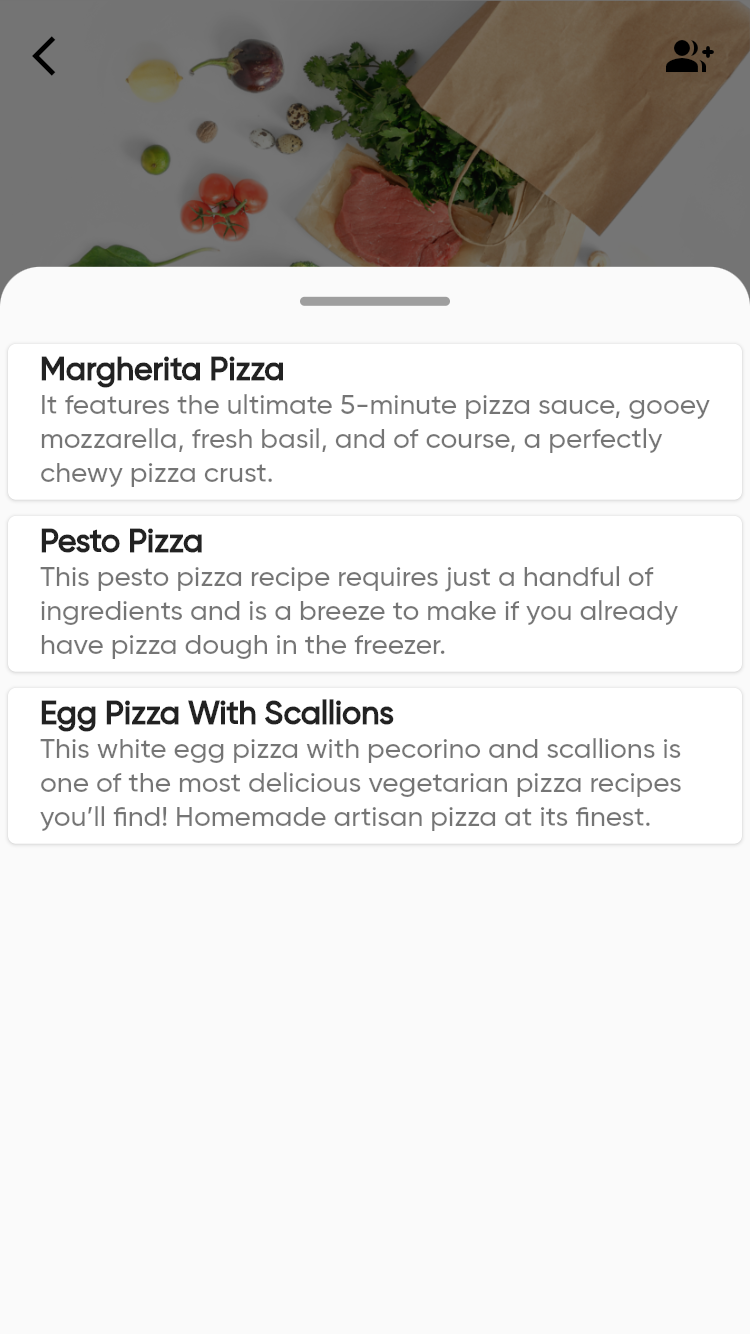 Margherita Pizza
It features the ultimate 5-minute pizza sauce, gooey
mozzarella, fresh basil, and of course, a perfectly
chewy pizza crust.
Pesto Pizza
This pesto pizza recipe requires just a handful of
ingredients and is a breeze to make if you already
have pizza dough in the freezer.
Egg Pizza With Scallions
This white egg pizza with pecorino and scallions is
one of the most delicious vegetarian pizza recipes
you’ll find! Homemade artisan pizza at its finest.